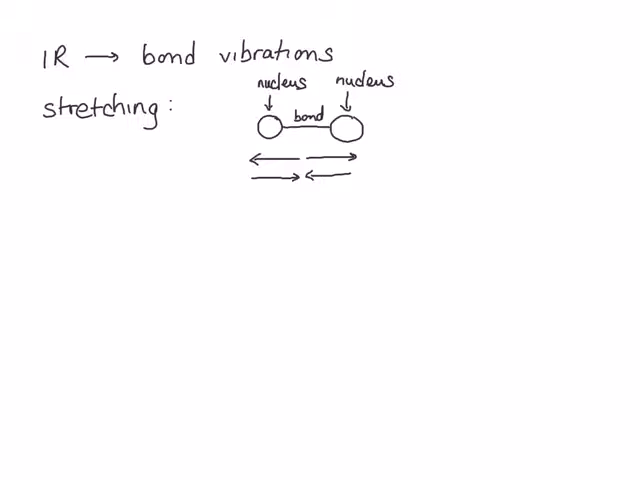 IR → bond vibrations
nucleus nucleus
stretching:
bond